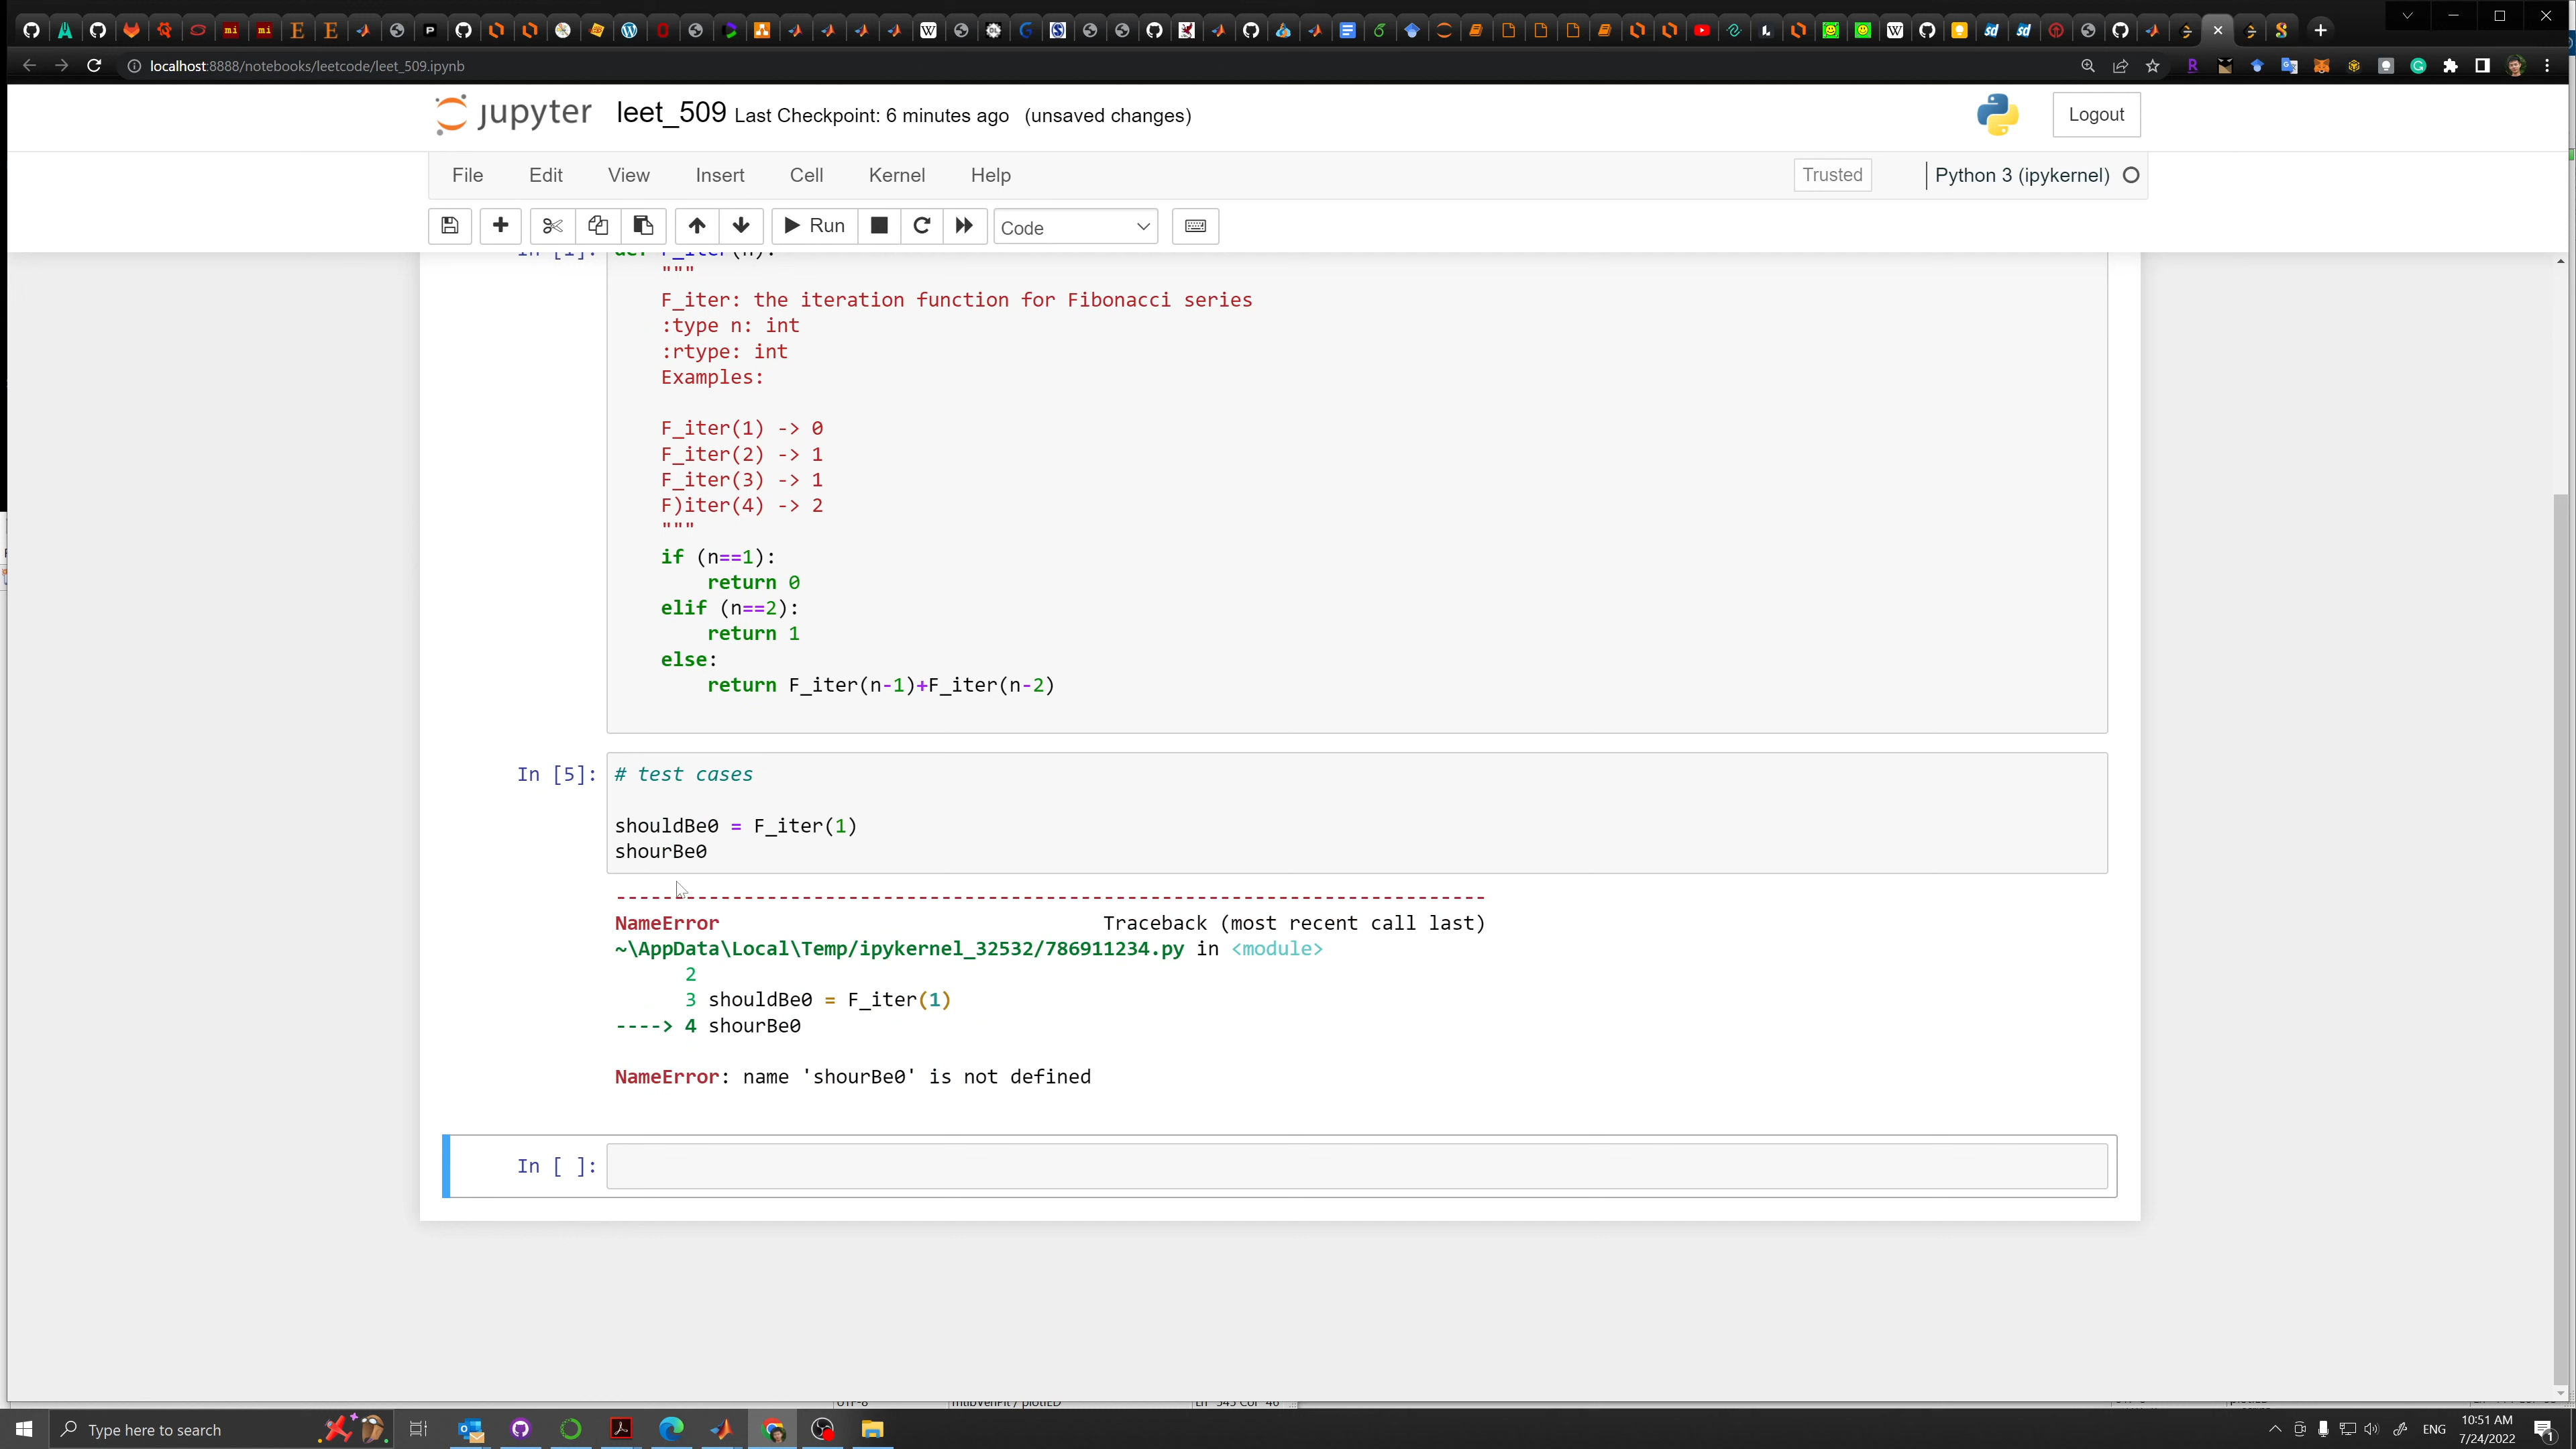 localhost:8888/notebooks/leetcode/leet_509.ipynb
jupyter leet_509 Last Checkpoint: 6 minutes ago (unsaved changes)
Logout
File Edit View Insert Cell Kernel Help
Trusted Python 3 (ipykernel)
Run Code
In [1]: def F_iter(n):
"""
F_iter: the iteration function for Fibonacci series
:type n: int
:rtype: int
Examples:
F_iter(1) -> 0
F_iter(2) -> 1
F_iter(3) -> 1
F)iter(4) -> 2
"""
if (n==1):
return 0
elif (n==2):
return 1
else:
return F_iter(n-1)+F_iter(n-2)
In [5]: # test cases
shouldBe0 = F_iter(1)
shourBe0
---------------------------------------------------------------------------
NameError Traceback (most recent call last)
~\AppData\Local\Temp/ipykernel_32532/786911234.py in <module>
2
3 shouldBe0 = F_iter(1)
----> 4 shourBe0
NameError: name 'shourBe0' is not defined
In [ ]:
Type here to search
ENG
10:51 AM
7/24/2022